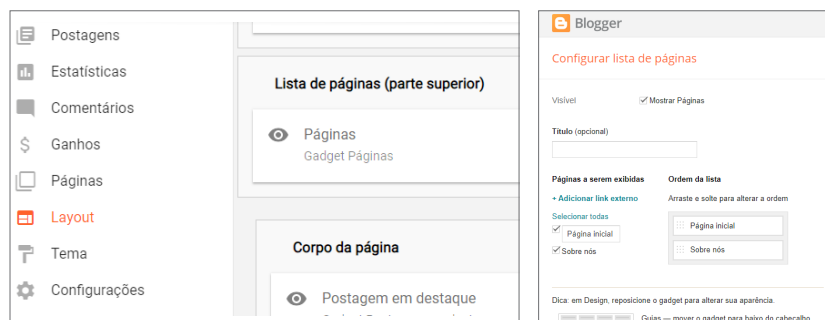 Postagens
Estatísticas
Comentários
Ganhos
Páginas
Layout
Tema
Configurações
Lista de páginas (parte superior)
Páginas
Gadget Páginas
Corpo da página
Postagem em destaque
Blogger
Configurar lista de páginas
Visível
Mostrar Páginas
Título (opcional)
Páginas a serem exibidas
Ordem da lista
+ Adicionar link externo
Arraste e solte para alterar a ordem
Selecionar todas
Página inicial
Página inicial
Sobre nós
Sobre nós
Dica: em Design, reposicione o gadget para alterar sua aparência.
Guias — mover o gadget para baixo do cabeçalho